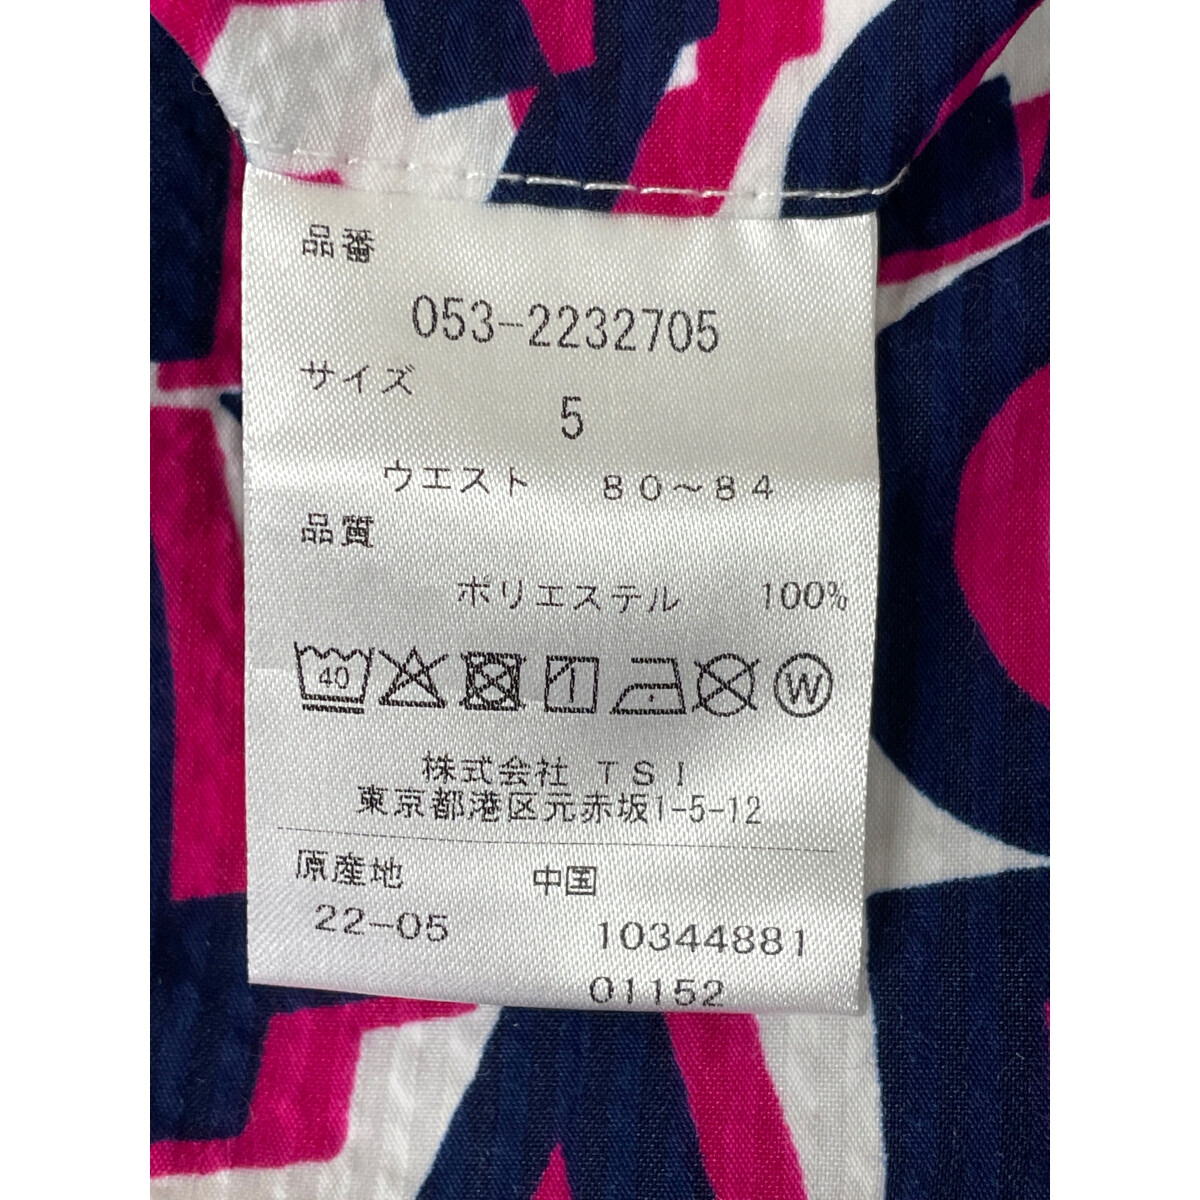 品番
053-2232705
サイズ
5
ウエスト 80~84
品質
ポリエステル 100%
40 W
株式会社 TSI
東京都港区元赤坂1-5-12
原産地 中国
22-05 10344881
01152